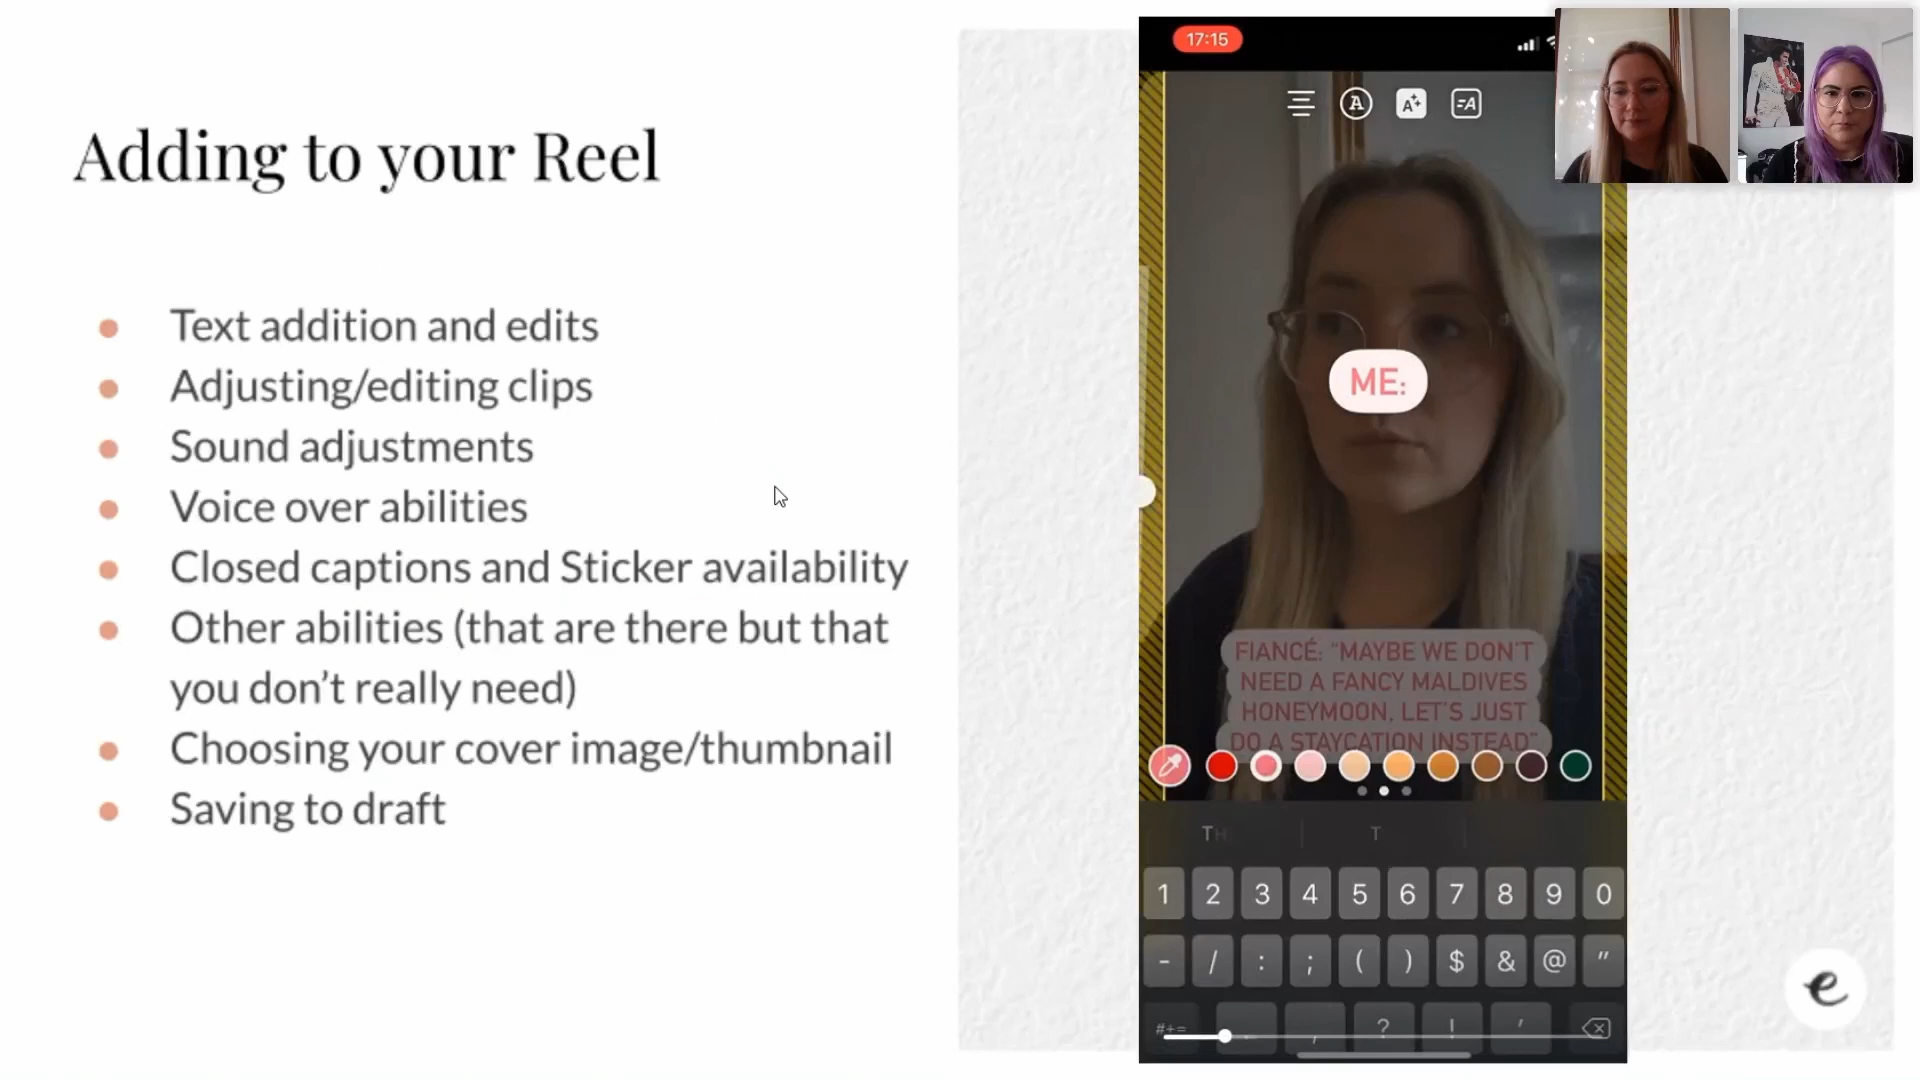 17:15
Adding to your Reel
Text addition and edits
Adjusting/editing clips
Sound adjustments
Voice over abilities
Closed captions and Sticker availability
Other abilities (that are there but that
you don't really need)
Choosing your cover image/thumbnail
Saving to draft
A A =A
ME:
FIANCÉ: "MAYBE WE DON'T
NEED A FANCY MALDIVES
HONEYMOON, LET'S JUST
DO A STAYCATION INSTEAD"
TH T
1 2 3 4 5 6 7 8 9 0
- / : ; ( ) $ & @ "
#+= . , ? ! '
e